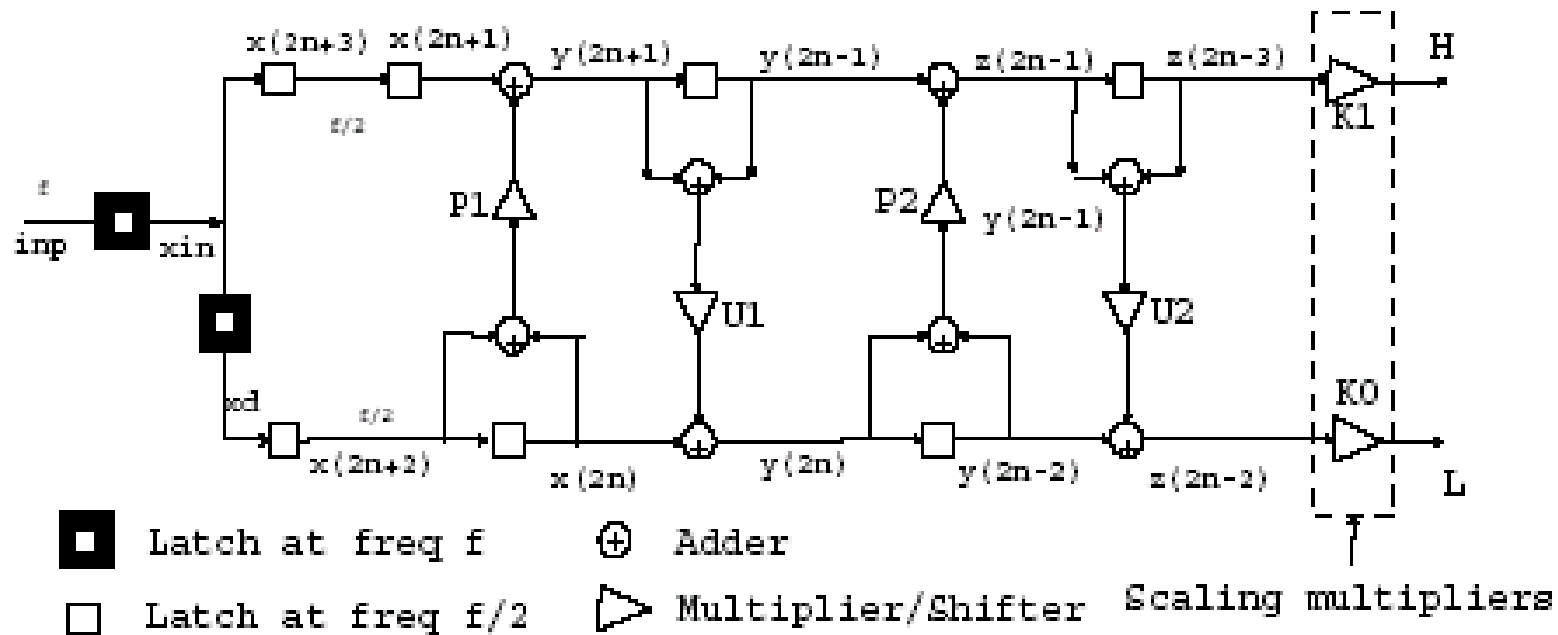 x(2n+3) x(2n+1) y(2n+1) y(2n-1) z(2n-1) z(2n-3) H
K1
f/2
f
P1 P2 y(2n-1)
inp xin
U1 U2
xd f/2 K0
x(2n+2) x(2n) y(2n) y(2n-2) z(2n-2) L
Latch at freq f Adder
Latch at freq f/2 Multiplier/Shifter Scaling multipliers